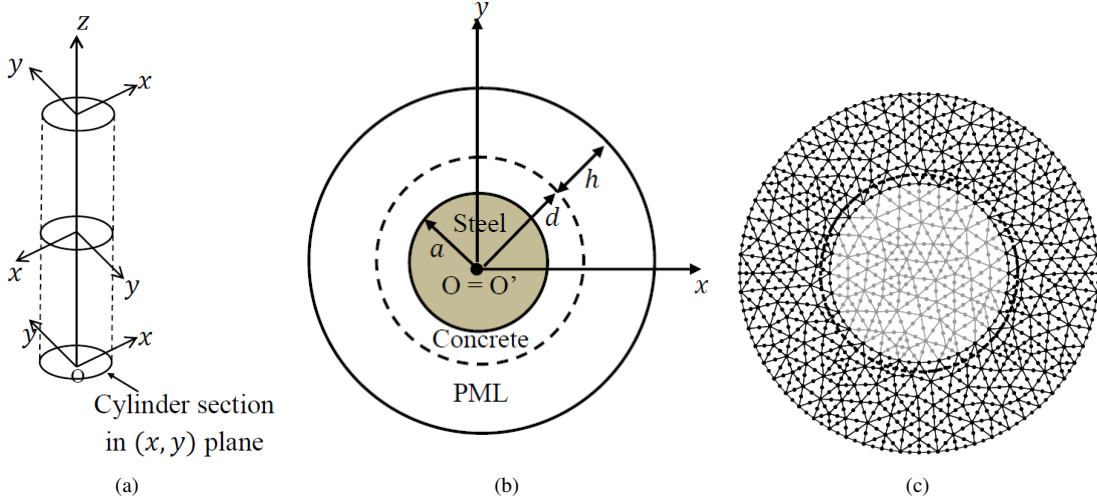 z
y
x
x
y
y
x
O
Cylinder section
in (x, y) plane
(a)
y
h
Steel
d
a
O = O’
x
Concrete
PML
(b)
(c)